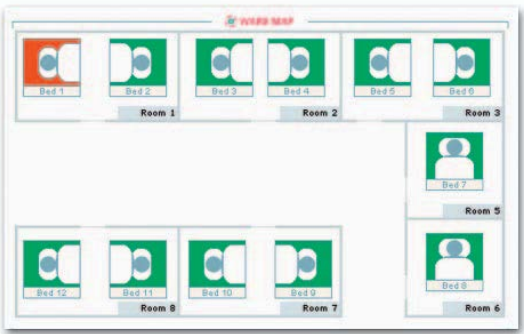 WARD MAP
Bed 1
Bed 2
Bed 3
Bed 4
Bed 5
Bed 6
Room 1
Room 2
Room 3
Bed 7
Room 5
Bed 12
Bed 11
Bed 10
Bed 9
Bed 8
Room 8
Room 7
Room 6